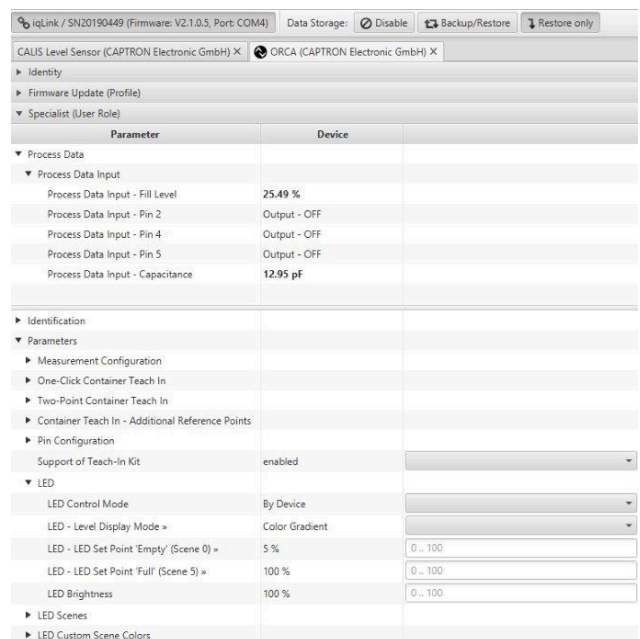 iqLink / SN20190449 (Firmware: V2.1.0.5, Port: COM4) Data Storage: Disable Backup/Restore Restore only
CALIS Level Sensor (CAPTRON Electronic GmbH) X ORCA (CAPTRON Electronic GmbH) X
Identity
Firmware Update (Profile)
Specialist (User Role)
Parameter Device
Process Data
Process Data Input
Process Data Input - Fill Level 25.49 %
Process Data Input - Pin 2 Output - OFF
Process Data Input - Pin 4 Output - OFF
Process Data Input - Pin 5 Output - OFF
Process Data Input - Capacitance 12.95 pF
Identification
Parameters
Measurement Configuration
One-Click Container Teach In
Two-Point Container Teach In
Container Teach In - Additional Reference Points
Pin Configuration
Support of Teach-In Kit enabled
LED
LED Control Mode By Device
LED - Level Display Mode » Color Gradient
LED - LED Set Point 'Empty' (Scene 0) » 5 % 0 .. 100
LED - LED Set Point 'Full' (Scene 5) » 100 % 0 .. 100
LED Brightness 100 % 0 .. 100
LED Scenes
LED Custom Scene Colors